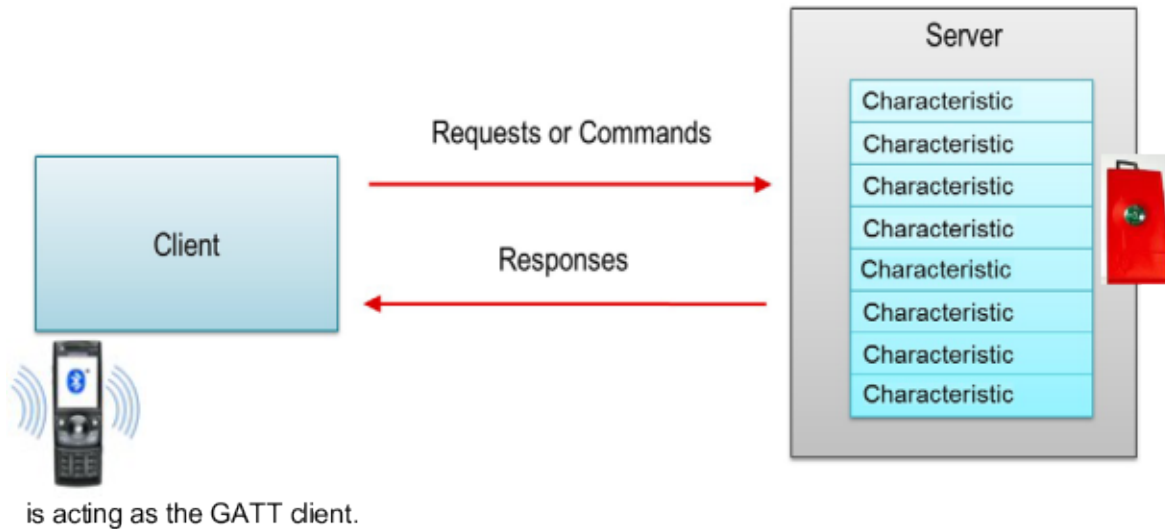 Server
Characteristic
Characteristic
Characteristic
Characteristic
Characteristic
Characteristic
Characteristic
Characteristic
Requests or Commands
Client
Responses
is acting as the GATT client.